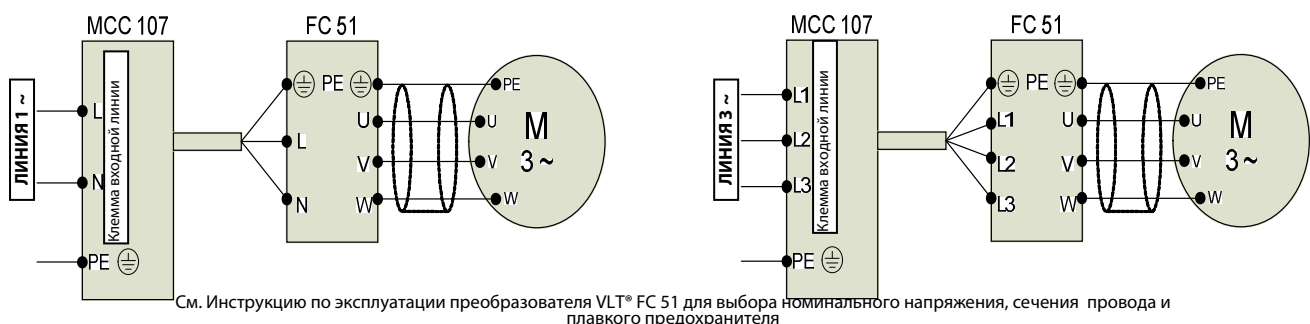 MCC 107
FC 51
ЛИНИЯ 1 ~
Клемма входной линии
L
N
PE
PE
L
N
U
V
W
PE
U
V
W
M
3 ~
MCC 107
FC 51
ЛИНИЯ 3 ~
Клемма входной линии
L1
L2
L3
PE
PE
L1
L2
L3
U
V
W
PE
U
V
W
M
3 ~
См. Инструкцию по эксплуатации преобразователя VLT® FC 51 для выбора номинального напряжения, сечения провода и
плавкого предохранителя